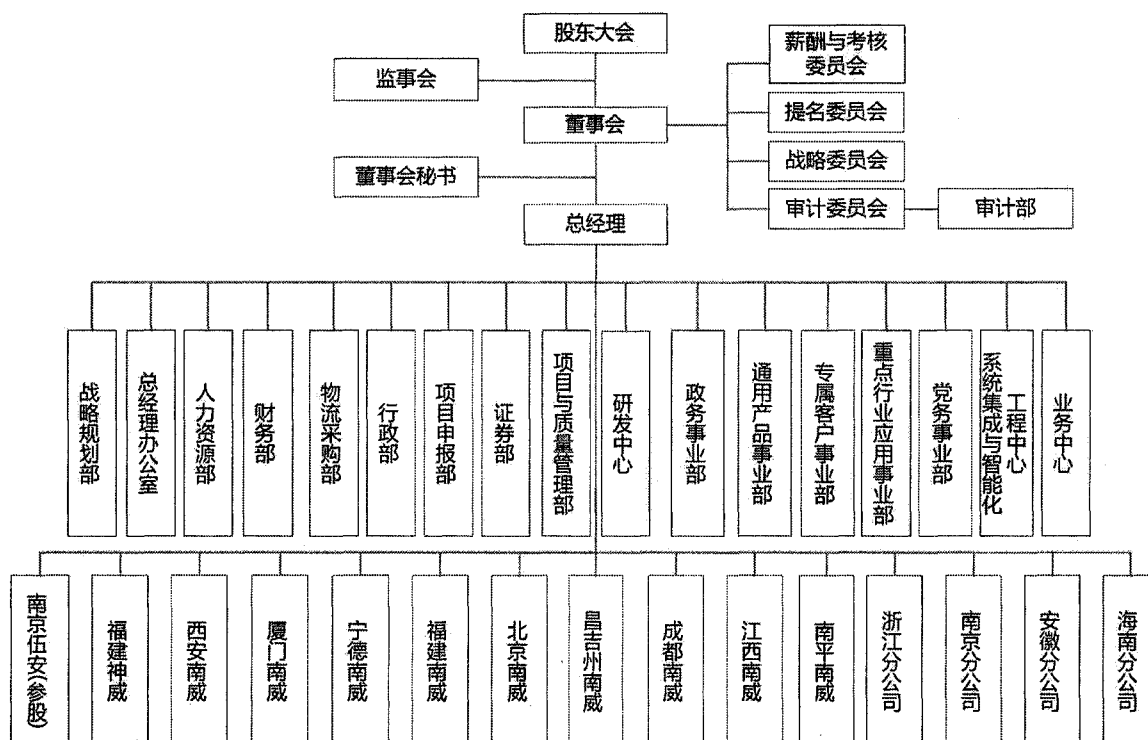 股东大会
监事会
董事会
董事会秘书
总经理
薪酬与考核
委员会
提名委员会
战略委员会
审计委员会
审计部
战略规划部
总经理办公室
人力资源部
财务部
物流采购部
行政部
项目申报部
证券部
项目与质量管理部
研发中心
政务事业部
通用产品事业部
专属客户事业部
重点行业应用事业部
党务事业部
系统集成与智能化
工程中心
业务中心
南京伍安(参股)
福建神威
西安南威
厦门南威
宁德南威
福建南威
北京南威
昌吉州南威
成都南威
江西南威
南平南威
浙江分公司
南京分公司
安徽分公司
海南分公司